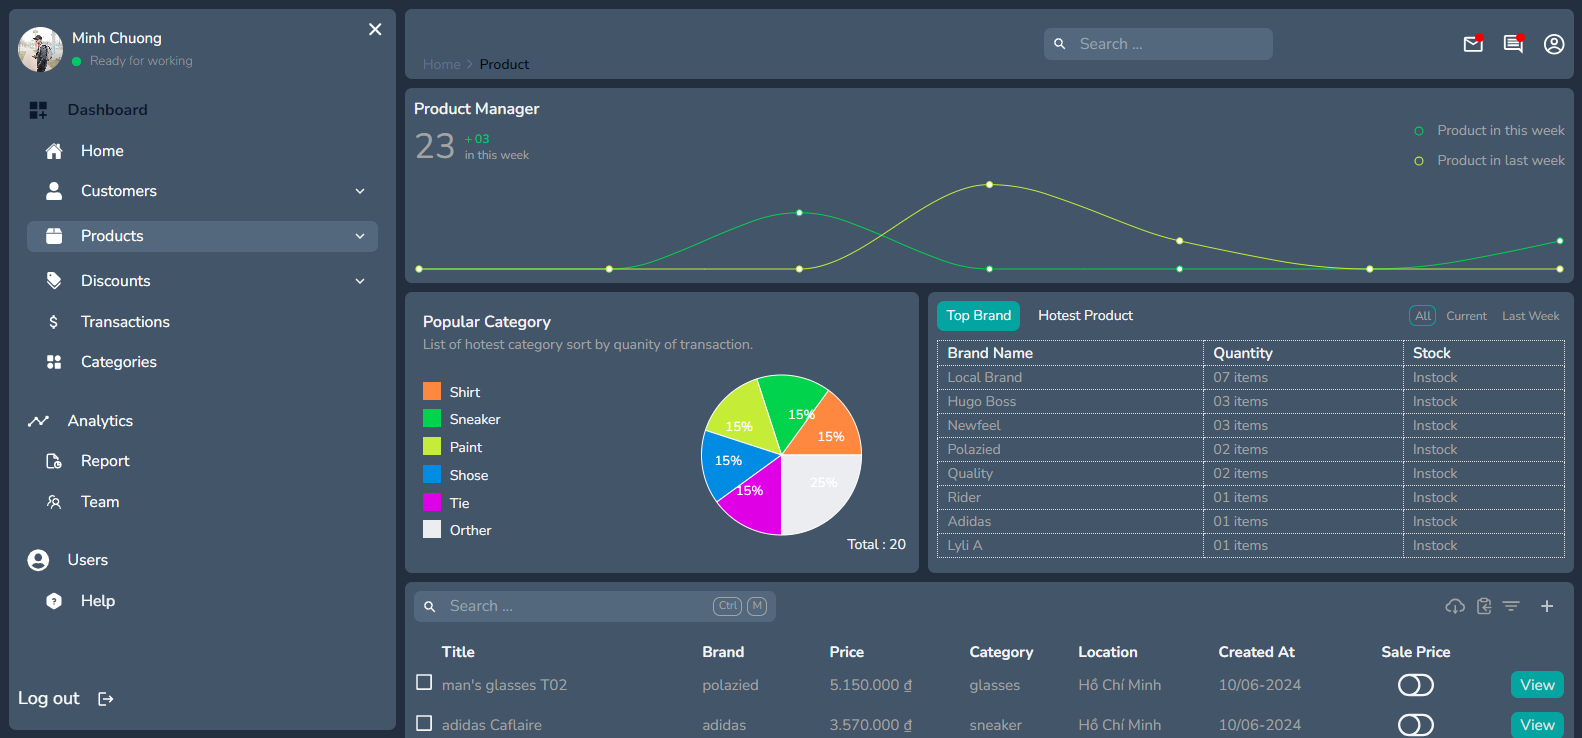 Minh Chuong
Ready for working
Dashboard
Home
Customers
Products
Discounts
$ Transactions
Categories
Analytics
Report
Team
Users
? Help
Log out
Search ...
Home > Product
Product Manager
23
+ 03
in this week
Product in this week
Product in last week
Popular Category
List of hotest category sort by quanity of transaction.
Shirt
Sneaker
Paint
Shose
Tie
Orther
15%
15%
15%
15%
15%
25%
Total : 20
Top Brand Hotest Product All Current Last Week
Brand Name Quantity Stock
Local Brand 07 items Instock
Hugo Boss 03 items Instock
Newfeel 03 items Instock
Polazied 02 items Instock
Quality 02 items Instock
Rider 01 items Instock
Adidas 01 items Instock
Lyli A 01 items Instock
Search ... Ctrl M
Title Brand Price Category Location Created At Sale Price
man's glasses T02 polazied 5.150.000 ₫ glasses Hồ Chí Minh 10/06-2024 View
adidas Caflaire adidas 3.570.000 ₫ sneaker Hồ Chí Minh 10/06-2024 View